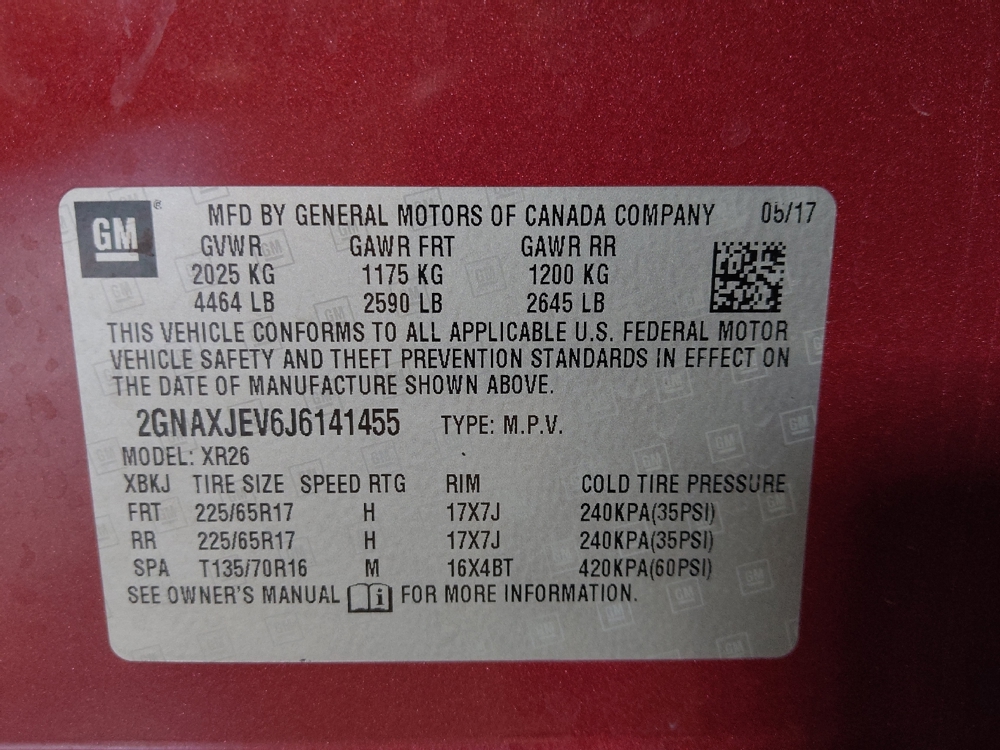 GM®
MFD BY GENERAL MOTORS OF CANADA COMPANY 05/17
GVWR GAWR FRT GAWR RR
2025 KG 1175 KG 1200 KG
4464 LB 2590 LB 2645 LB
THIS VEHICLE CONFORMS TO ALL APPLICABLE U.S. FEDERAL MOTOR
VEHICLE SAFETY AND THEFT PREVENTION STANDARDS IN EFFECT ON
THE DATE OF MANUFACTURE SHOWN ABOVE.
2GNAXJEV6J6141455 TYPE: M.P.V.
MODEL: XR26
XBKJ TIRE SIZE SPEED RTG RIM COLD TIRE PRESSURE
FRT 225/65R17 H 17X7J 240KPA(35PSI)
RR 225/65R17 H 17X7J 240KPA(35PSI)
SPA T135/70R16 M 16X4BT 420KPA(60PSI)
SEE OWNER'S MANUAL FOR MORE INFORMATION.